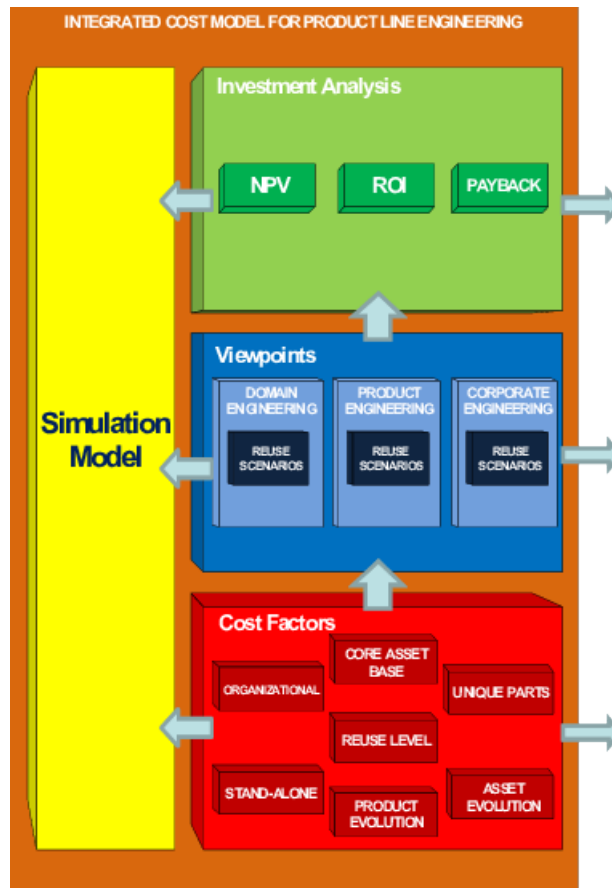 INTEGRATED COST MODEL FOR PRODUCT LINE ENGINEERING
Simulation
Model
Investment Analysis
NPV
ROI
PAYBACK
Viewpoints
DOMAIN
ENGINEERING
REUSE
SCENARIOS
PRODUCT
ENGINEERING
REUSE
SCENARIOS
CORPORATE
ENGINEERING
REUSE
SCENARIOS
Cost Factors
ORGANIZATIONAL
CORE ASSET
BASE
UNIQUE PARTS
REUSE LEVEL
STAND-ALONE
PRODUCT
EVOLUTION
ASSET
EVOLUTION